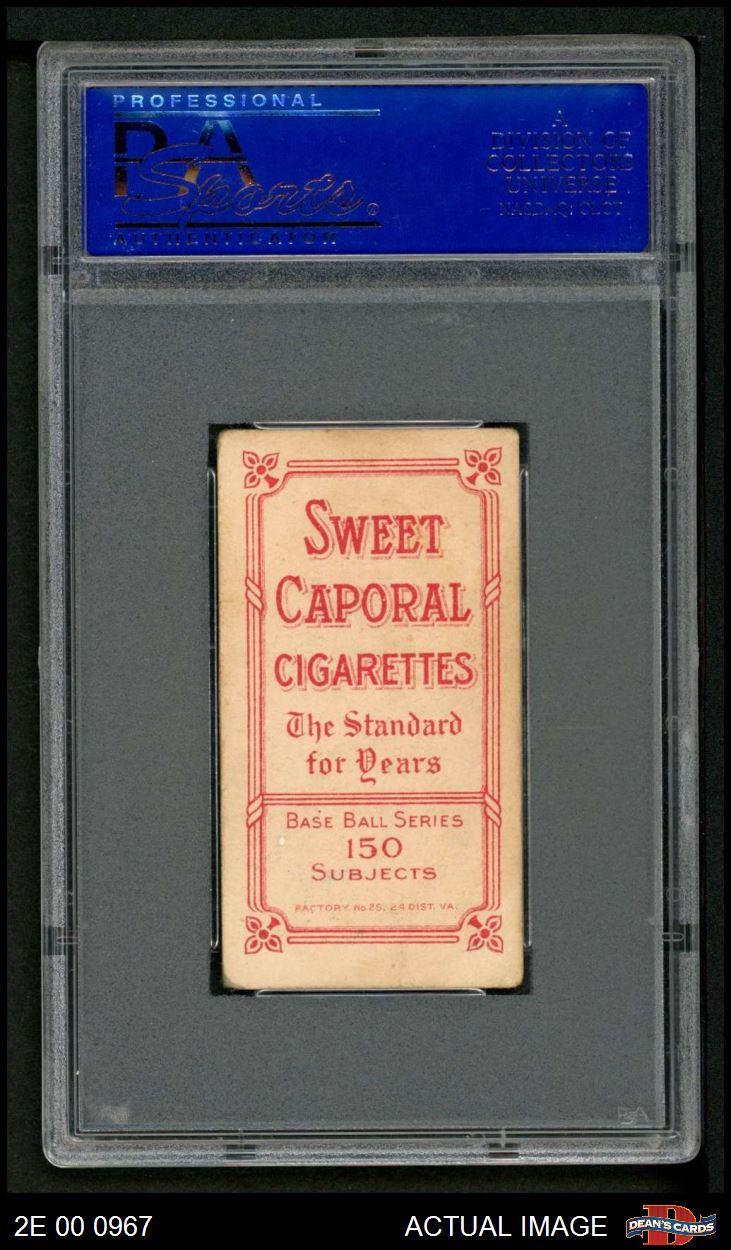 PROFESSIONAL
PSA
Sports
AUTHENTICATOR
A
DIVISION OF
COLLECTORS
UNIVERSE
NASDAQ: CLCT
SWEET
CAPORAL
CIGARETTES
The Standard
for Years
BASE BALL SERIES
150
SUBJECTS
FACTORY No. 25, 2d DIST. VA.
PSA
2E 00 0967
ACTUAL IMAGE
DEAN'S CARDS